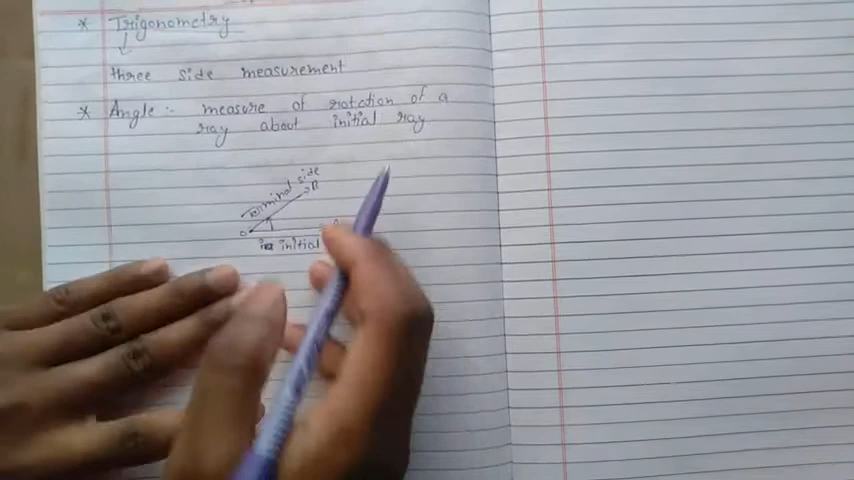 * Trigonometry
three side measurement
* Angle :- measure of rotation of a
ray about initial ray
Terminal side
B
O
initial